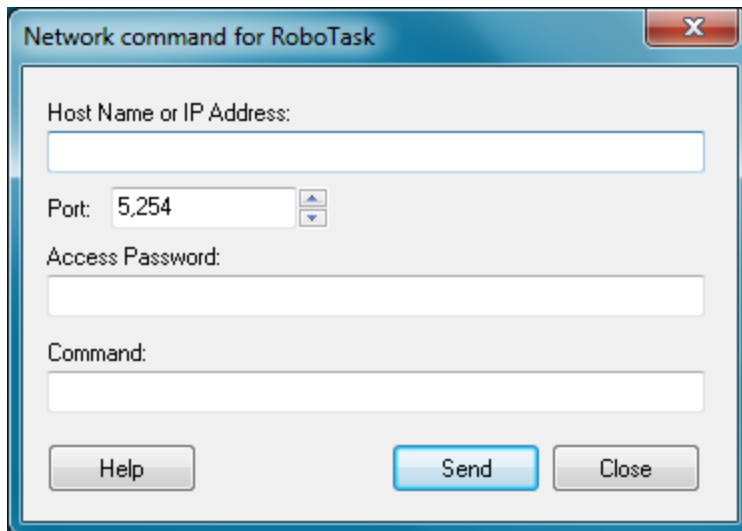 Network command for RoboTask
Host Name or IP Address:
Port: 5,254
Access Password:
Command:
Help Send Close